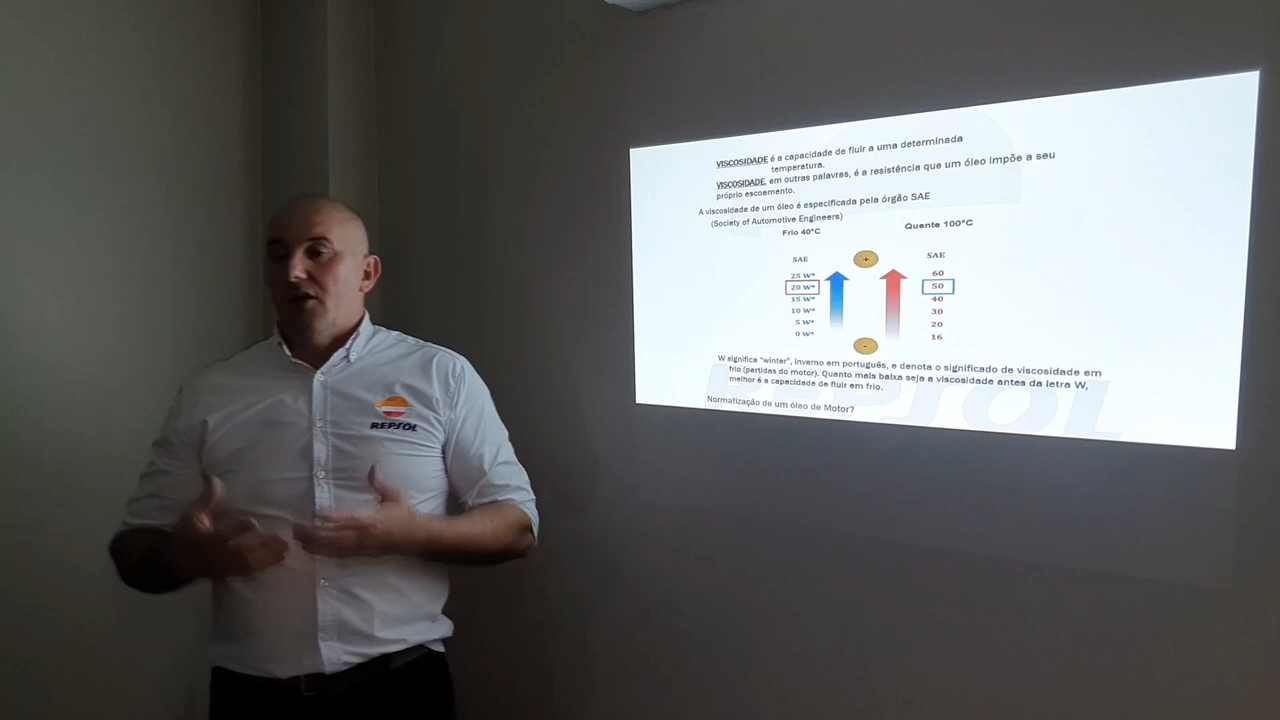 VISCOSIDADE é a capacidade de fluir a uma determinada
temperatura.
VISCOSIDADE, em outras palavras, é a resistência que um óleo impõe a seu
próprio escoamento.
A viscosidade de um óleo é especificada pela órgão SAE
(Society of Automotive Engineers)
Frio 40°C Quente 100°C
SAE SAE
25 W* 60
20 W* 50
15 W* 40
10 W* 30
5 W* 20
0 W* 16
+
-
W significa "winter", inverno em português, e denota o significado de viscosidade em
frio (partidas do motor). Quanto mais baixa seja a viscosidade antes da letra W,
melhor é a capacidade de fluir em frio.
Normatização de um óleo de Motor?
REPSOL
REPSOL